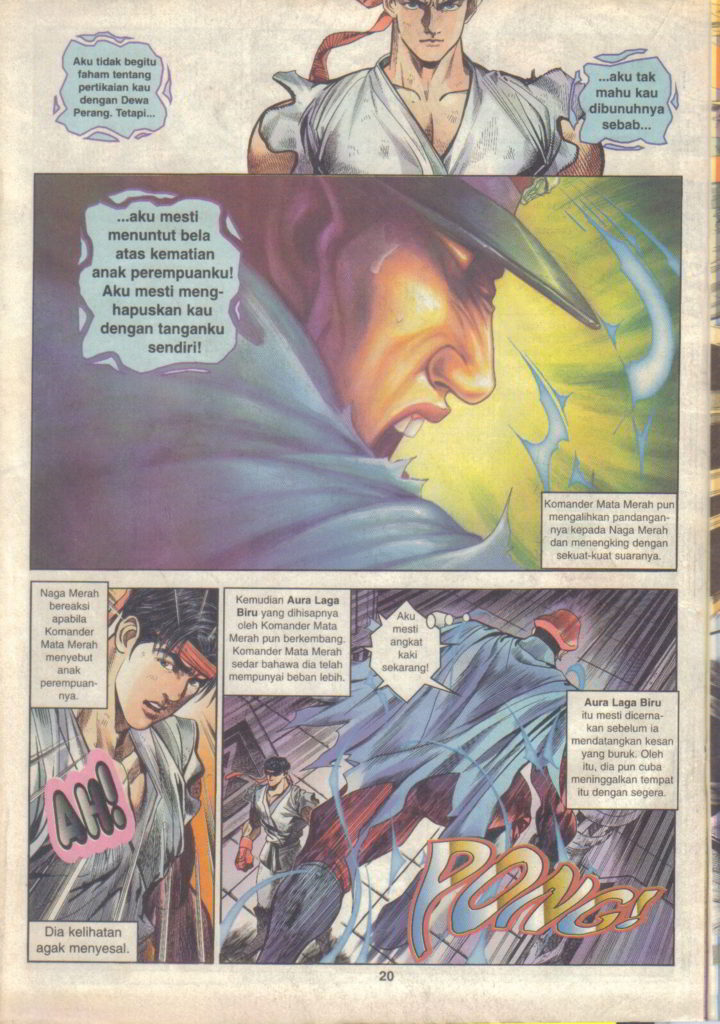 Aku tidak begitu
faham tentang
pertikaian kau
dengan Dewa
Perang. Tetapi...
...aku tak
mahu kau
dibunuhnya
sebab...
...aku mesti
menuntut bela
atas kematian
anak perempuanku!
Aku mesti meng-
hapuskan kau
dengan tanganku
sendiri!
Komander Mata Merah pun
mengalihkan pandangan-
nya kepada Naga Merah
dan menengking dengan
sekuat-kuat suaranya.
Naga Merah
bereaksi
apabila
Komander
Mata Merah
menyebut
anak
perempuan-
nya.
AH!
Dia kelihatan
agak menyesal.
Kemudian Aura Laga
Biru yang dihisapnya
oleh Komander Mata
Merah pun berkembang.
Komander Mata Merah
sedar bahawa dia telah
mempunyai beban lebih.
Aku
mesti
angkat
kaki
sekarang!
Aura Laga Biru
itu mesti dicerna-
kan sebelum ia
mendatangkan kesan
yang buruk. Oleh
itu, dia pun cuba
meninggalkan tempat
itu dengan segera.
PONG!
20